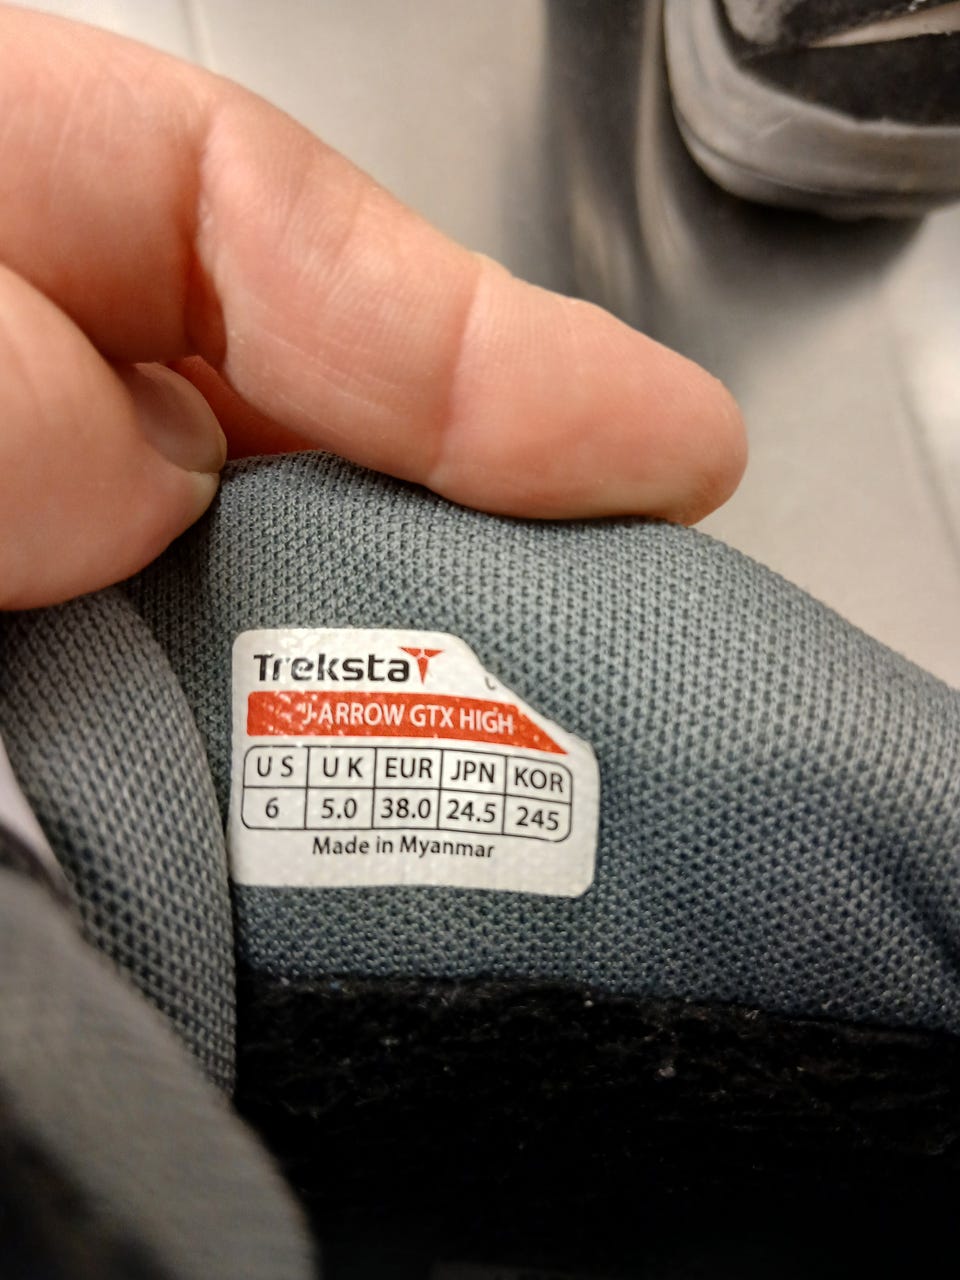 Treksta
J-ARROW GTX HIGH
US UK EUR JPN KOR
6 5.0 38.0 24.5 245
Made in Myanmar